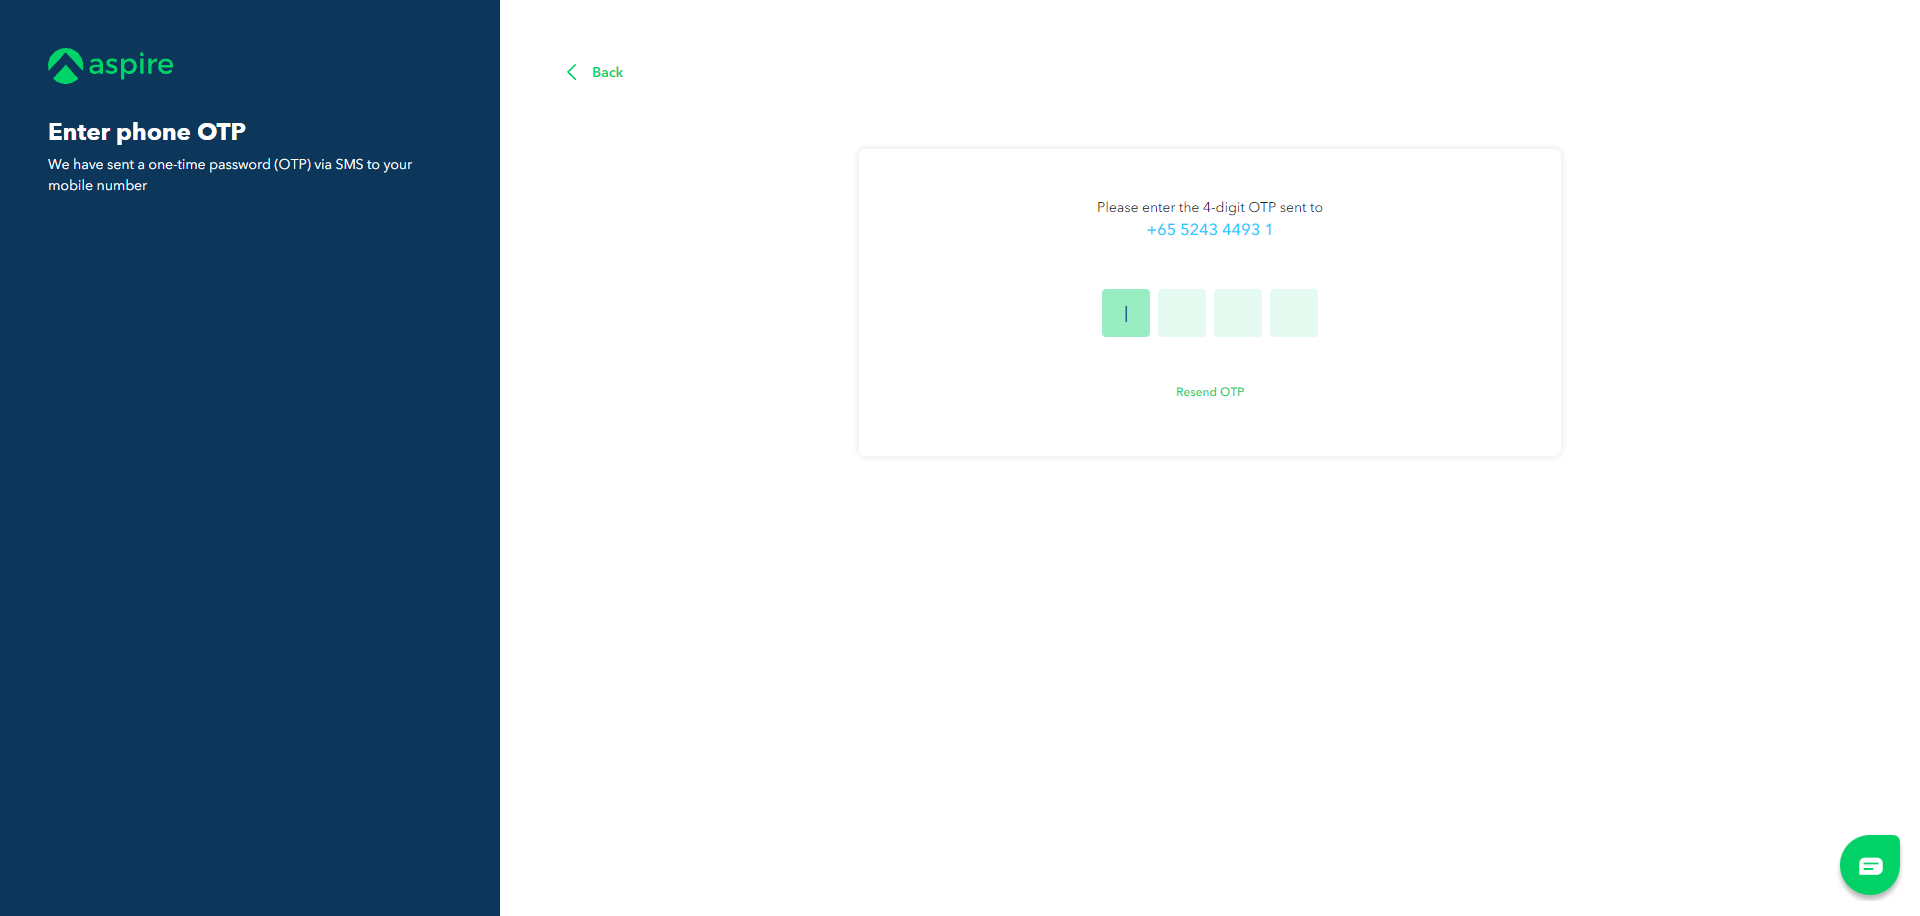 aspire
Enter phone OTP
We have sent a one-time password (OTP) via SMS to your
mobile number
Back
Please enter the 4-digit OTP sent to
+65 5243 4493 1
Resend OTP